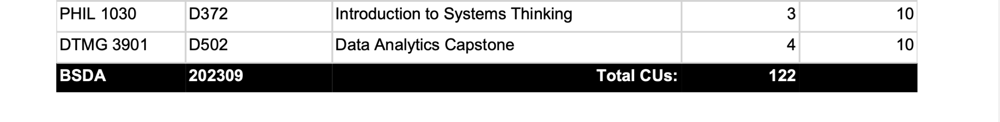 PHIL 1030 D372 Introduction to Systems Thinking 3 10
DTMG 3901 D502 Data Analytics Capstone 4 10
BSDA 202309 Total CUs: 122